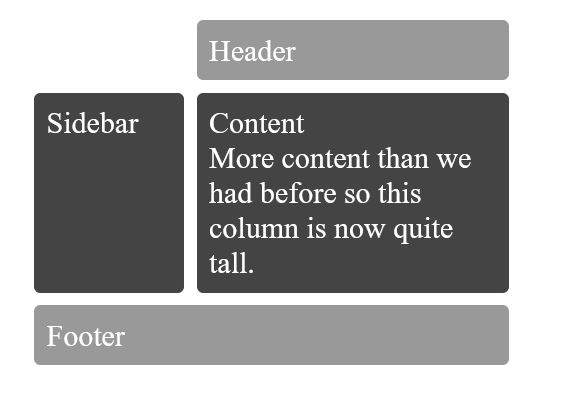 Header
Sidebar
Content
More content than we
had before so this
column is now quite
tall.
Footer